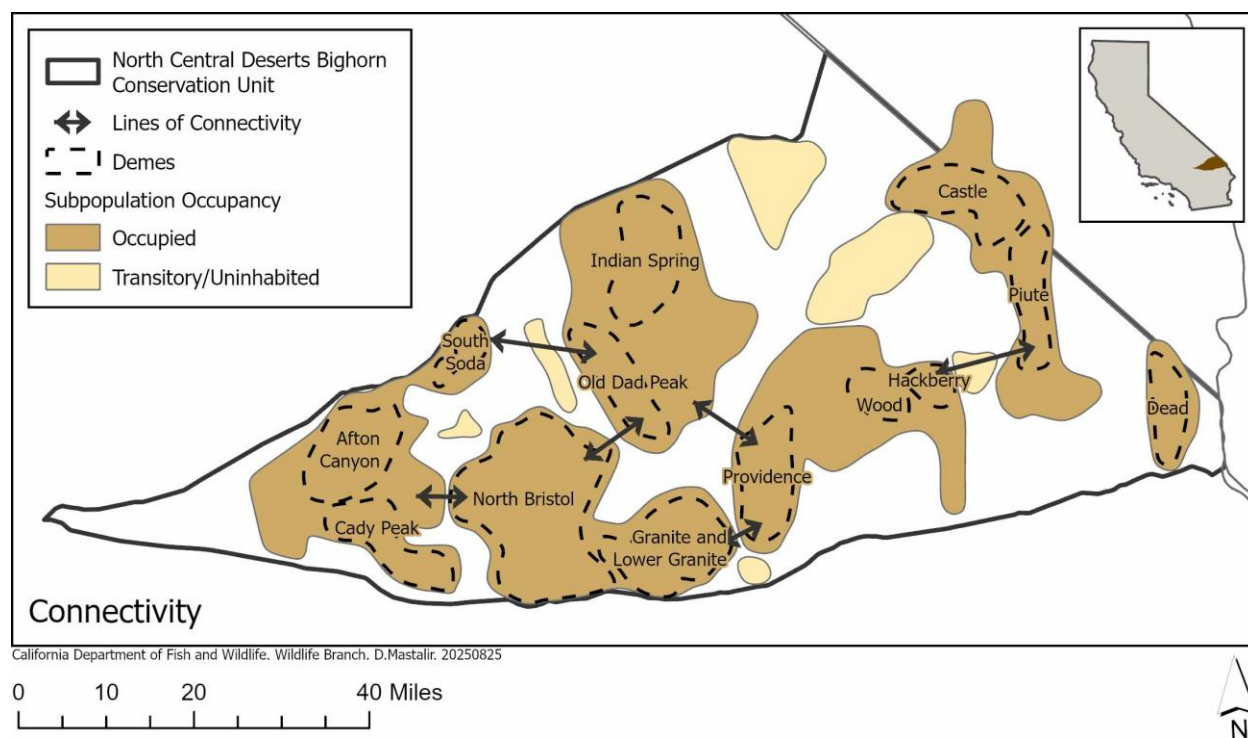 North Central Deserts Bighorn
Conservation Unit
Lines of Connectivity
Demes
Subpopulation Occupancy
Occupied
Transitory/Uninhabited
Castle
Indian Spring
Piute
South
Soda
Old Dad Peak
Hackberry
Wood
Dead
Afton
Canyon
Providence
North Bristol
Cady Peak
Granite and
Lower Granite
Connectivity
California Department of Fish and Wildlife. Wildlife Branch. D.Mastalir. 20250825
0 10 20 40 Miles
N